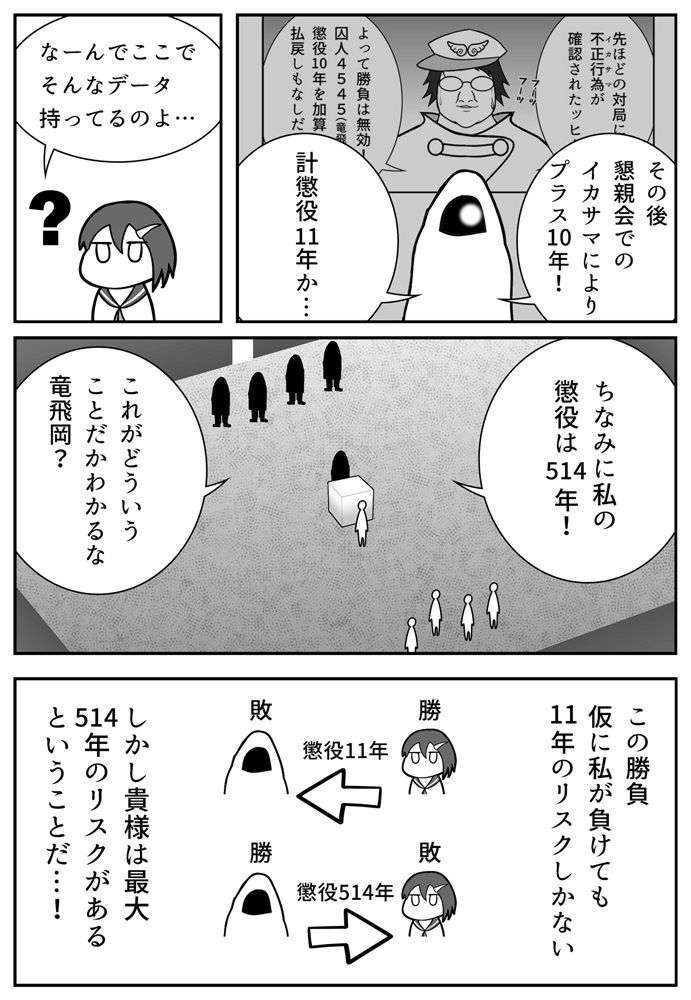 その後
懇親会での
イカサマにより
プラス10年！
先ほどの対局に
不正行為が
イカサマ
確認されたッヒ
フーッ
フーッ
よって勝負は無効！
囚人４５４５（竜飛
懲役10年を加算
払戻しもなしだ
計懲役
11年か…
なーんでここで
そんなデータ
持ってるのよ…
?
ちなみに私の
懲役は
514年！
これがどういう
ことだかわかるな
竜飛岡？
この勝負
仮に私が負けても
11年のリスクしかない
勝
敗
懲役11年
敗
勝
懲役514年
しかし貴様は最大
514年のリスクがある
ということだ…！